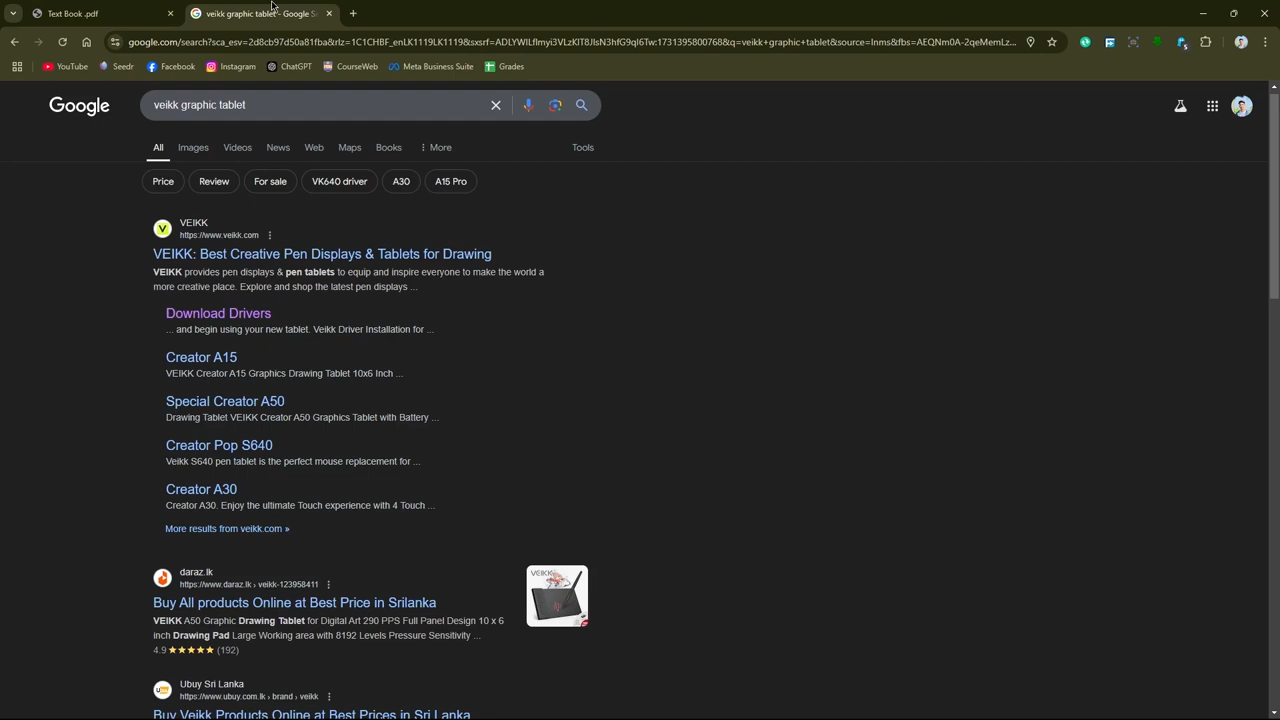 Text Book .pdf
veikk graphic tablet - Google S
google.com/search?sca_esv=2d8cb97d50a81fba&rlz=1C1CHBF_enLK1119LK1119&sxsrf=ADLYWILflmyi3VLzKlT8JIsN3hfG9qI6Tw:1731395800768&q=veikk+graphic+tablet&source=lnms&fbs=AEQNm0A-2qeMemLz...
YouTube
Seedr
Facebook
Instagram
ChatGPT
CourseWeb
Meta Business Suite
Grades
Google
veikk graphic tablet
All
Images
Videos
News
Web
Maps
Books
More
Tools
Price
Review
For sale
VK640 driver
A30
A15 Pro
VEIKK
https://www.veikk.com
VEIKK: Best Creative Pen Displays & Tablets for Drawing
VEIKK provides pen displays & pen tablets to equip and inspire everyone to make the world a
more creative place. Explore and shop the latest pen displays ...
Download Drivers
... and begin using your new tablet. Veikk Driver Installation for ...
Creator A15
VEIKK Creator A15 Graphics Drawing Tablet 10x6 Inch ...
Special Creator A50
Drawing Tablet VEIKK Creator A50 Graphics Tablet with Battery ...
Creator Pop S640
Veikk S640 pen tablet is the perfect mouse replacement for ...
Creator A30
Creator A30. Enjoy the ultimate Touch experience with 4 Touch ...
More results from veikk.com »
daraz.lk
https://www.daraz.lk › veikk-123958411
Buy All products Online at Best Price in Srilanka
VEIKK A50 Graphic Drawing Tablet for Digital Art 290 PPS Full Panel Design 10 x 6
inch Drawing Pad Large Working area with 8192 Levels Pressure Sensitivity ...
4.9 ★★★★★ (192)
VEIKK
Ubuy Sri Lanka
https://www.ubuy.com.lk › brand › veikk
Buy Veikk Products Online at Best Prices in Sri Lanka